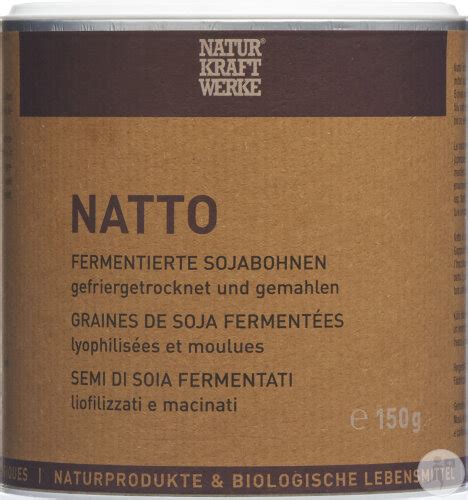 NATUR®
KRAFT
WERKE
NATTO
FERMENTIERTE SOJABOHNEN
gefriergetrocknet und gemahlen
GRAINES DE SOJA FERMENTÉES
lyophilisées et moulues
SEMI DI SOIA FERMENTATI
liofilizzati e macinati
℮ 150g
IQUES | NATURPRODUKTE & BIOLOGISCHE LEBENSMITTEL